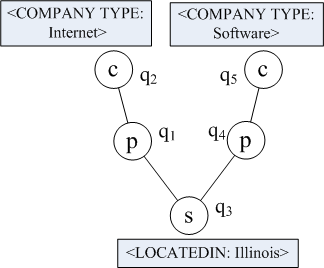 <COMPANY TYPE:
Internet>
<COMPANY TYPE:
Software>
c
q2
q5
c
p
q1
q4
p
s
q3
<LOCATEDIN: Illinois>